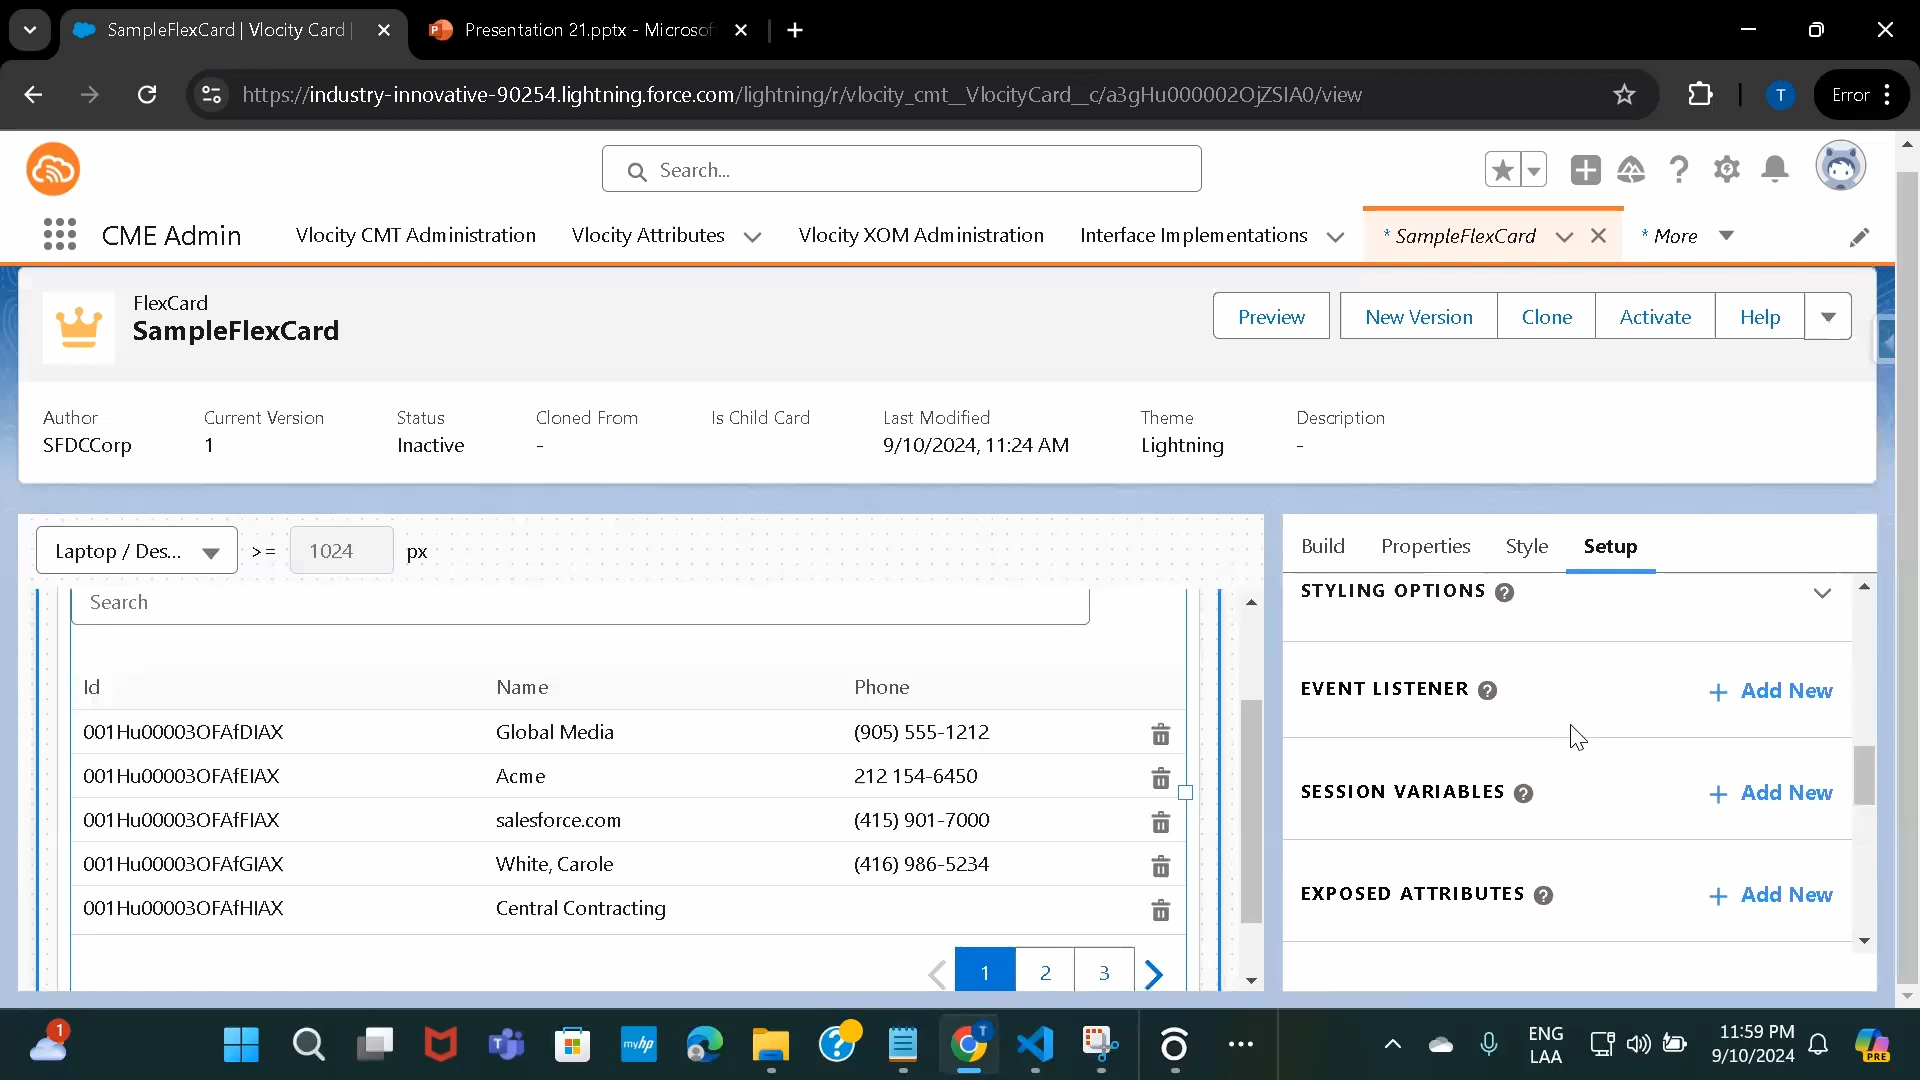 SampleFlexCard | Vlocity Card |
Presentation 21.pptx - Microsof
https://industry-innovative-90254.lightning.force.com/lightning/r/vlocity_cmt__VlocityCard__c/a3gHu000002OjZSIA0/view
T
Error
Search...
CME Admin
Vlocity CMT Administration
Vlocity Attributes
Vlocity XOM Administration
Interface Implementations
* SampleFlexCard
* More
FlexCard
SampleFlexCard
Preview
New Version
Clone
Activate
Help
Author
Current Version
Status
Cloned From
Is Child Card
Last Modified
Theme
Description
SFDCCorp
1
Inactive
-
9/10/2024, 11:24 AM
Lightning
-
Laptop / Des...
>=
1024
px
Build
Properties
Style
Setup
Search
Id
Name
Phone
001Hu00003OFAfDIAX
Global Media
(905) 555-1212
001Hu00003OFAfEIAX
Acme
212 154-6450
001Hu00003OFAfFIAX
salesforce.com
(415) 901-7000
001Hu00003OFAfGIAX
White, Carole
(416) 986-5234
001Hu00003OFAfHIAX
Central Contracting
1
2
3
STYLING OPTIONS
EVENT LISTENER
+ Add New
SESSION VARIABLES
+ Add New
EXPOSED ATTRIBUTES
+ Add New
1
myhp
T
ENG
LAA
11:59 PM
9/10/2024
PRE